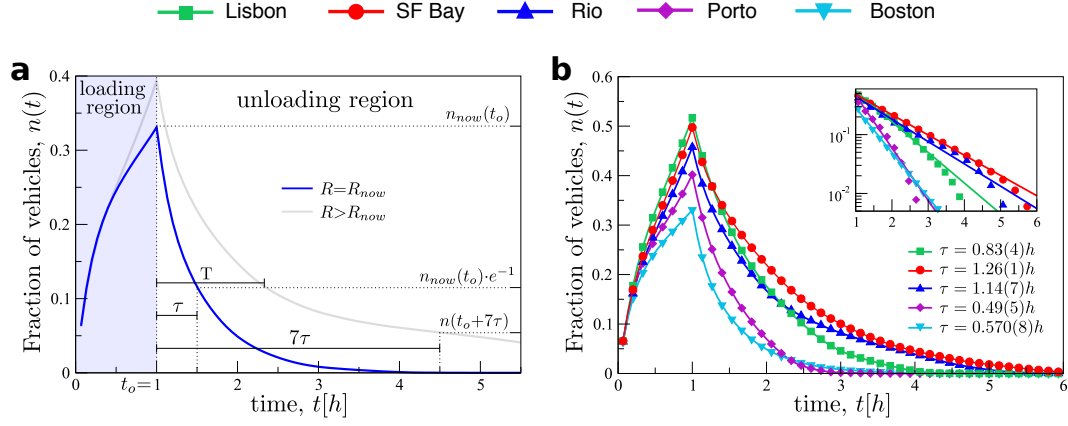 Lisbon SF Bay Rio Porto Boston
a
Fraction of vehicles, n(t)
0.4
0.3
0.2
0.1
0
loading
region
unloading region
n_now(t_o)
R=R_now
R>R_now
T
n_now(t_o)·e^-1
τ
n(t_o+7τ)
7τ
0 1 2 3 4 5
t_o=1
time, t[h]
b
Fraction of vehicles, n(t)
0.6
0.5
0.4
0.3
0.2
0.1
0
10^-1
10^-2
1 2 3 4 5 6
τ = 0.83(4)h
τ = 1.26(1)h
τ = 1.14(7)h
τ = 0.49(5)h
τ = 0.570(8)h
0 1 2 3 4 5 6
time, t[h]